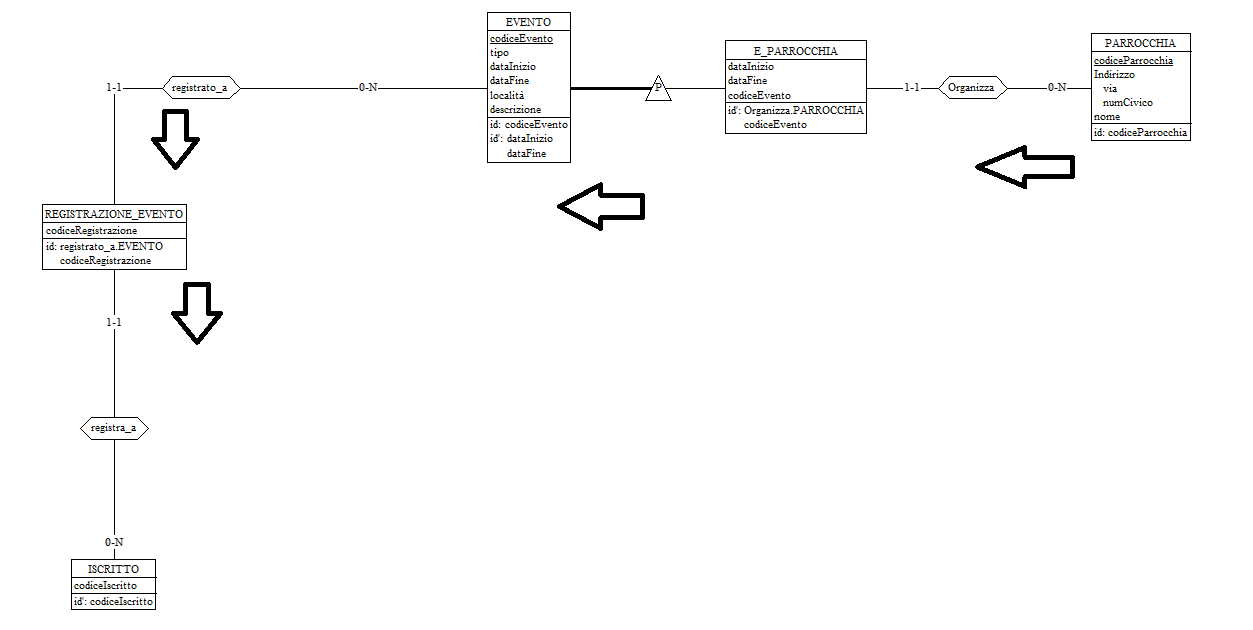 EVENTO
codiceEvento
tipo
dataInizio
dataFine
località
descrizione
id: codiceEvento
id': dataInizio
dataFine
P
E_PARROCCHIA
dataInizio
dataFine
codiceEvento
id': Organizza.PARROCCHIA
codiceEvento
1-1
Organizza
0-N
PARROCCHIA
codiceParrocchia
Indirizzo
via
numCivico
nome
id: codiceParrocchia
1-1
registrato_a
0-N
REGISTRAZIONE_EVENTO
codiceRegistrazione
id: registrato_a.EVENTO
codiceRegistrazione
1-1
registra_a
0-N
ISCRITTO
codiceIscritto
id': codiceIscritto